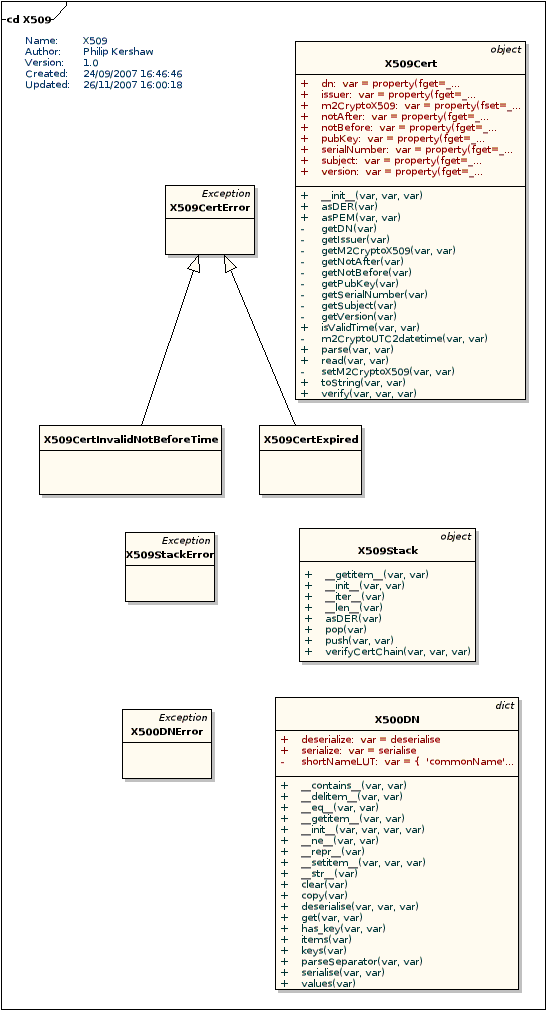 cd X509
Name: X509
Author: Philip Kershaw
Version: 1.0
Created: 24/09/2007 16:46:46
Updated: 26/11/2007 16:00:18
object
X509Cert
+ dn: var = property(fget=_...
+ issuer: var = property(fget=_...
+ m2CryptoX509: var = property(fset=_...
+ notAfter: var = property(fget=_...
+ notBefore: var = property(fget=_...
+ pubKey: var = property(fget=_...
+ serialNumber: var = property(fget=_...
+ subject: var = property(fget=_...
+ version: var = property(fget=_...
+ __init__(var, var, var)
+ asDER(var)
+ asPEM(var, var)
- getDN(var)
- getIssuer(var)
- getM2CryptoX509(var, var)
- getNotAfter(var)
- getNotBefore(var)
- getPubKey(var)
- getSerialNumber(var)
- getSubject(var)
- getVersion(var)
+ isValidTime(var, var)
- m2CryptoUTC2datetime(var, var)
+ parse(var, var)
+ read(var, var)
- setM2CryptoX509(var, var)
+ toString(var, var)
+ verify(var, var, var)
Exception
X509CertError
X509CertInvalidNotBeforeTime
X509CertExpired
Exception
X509StackError
object
X509Stack
+ __getitem__(var, var)
+ __init__(var, var)
+ __iter__(var)
+ __len__(var)
+ asDER(var)
+ pop(var)
+ push(var, var)
+ verifyCertChain(var, var, var)
Exception
X500DNError
dict
X500DN
+ deserialize: var = deserialise
+ serialize: var = serialise
- shortNameLUT: var = { 'commonName'...
+ __contains__(var, var)
+ __delitem__(var, var)
+ __eq__(var, var)
+ __getitem__(var, var)
+ __init__(var, var, var, var)
+ __ne__(var, var)
+ __repr__(var)
+ __setitem__(var, var, var)
+ __str__(var)
+ clear(var)
+ copy(var)
+ deserialise(var, var, var)
+ get(var, var)
+ has_key(var, var)
+ items(var)
+ keys(var)
+ parseSeparator(var, var)
+ serialise(var, var)
+ values(var)